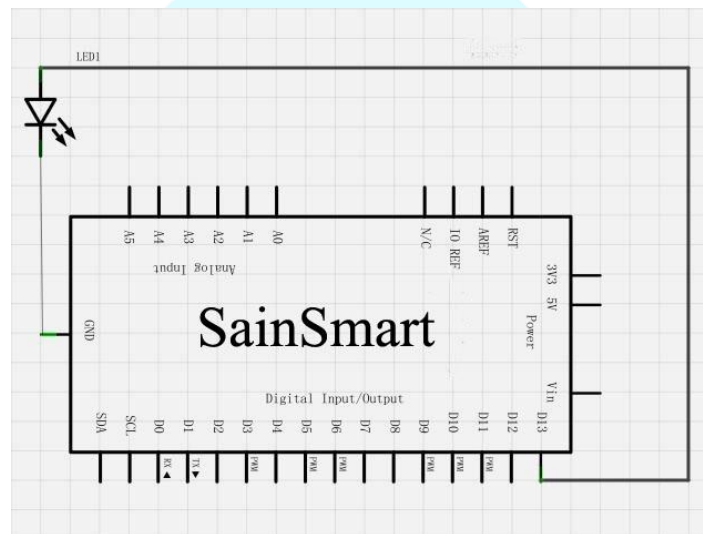 LED1
A5 A4 A3 A2 A1 A0 N/C IO REF AREF RST
Analog Input
3V3
5V
GND
SainSmart
Power
Vin
Digital Input/Output
SDA SCL D0 D1 D2 D3 D4 D5 D6 D7 D8 D9 D10 D11 D12 D13
RX TX PWM PWM PWM PWM PWM PWM